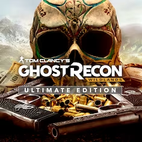 TOM CLANCY'S
GHOST RECON
WILDLANDS
ULTIMATE EDITION